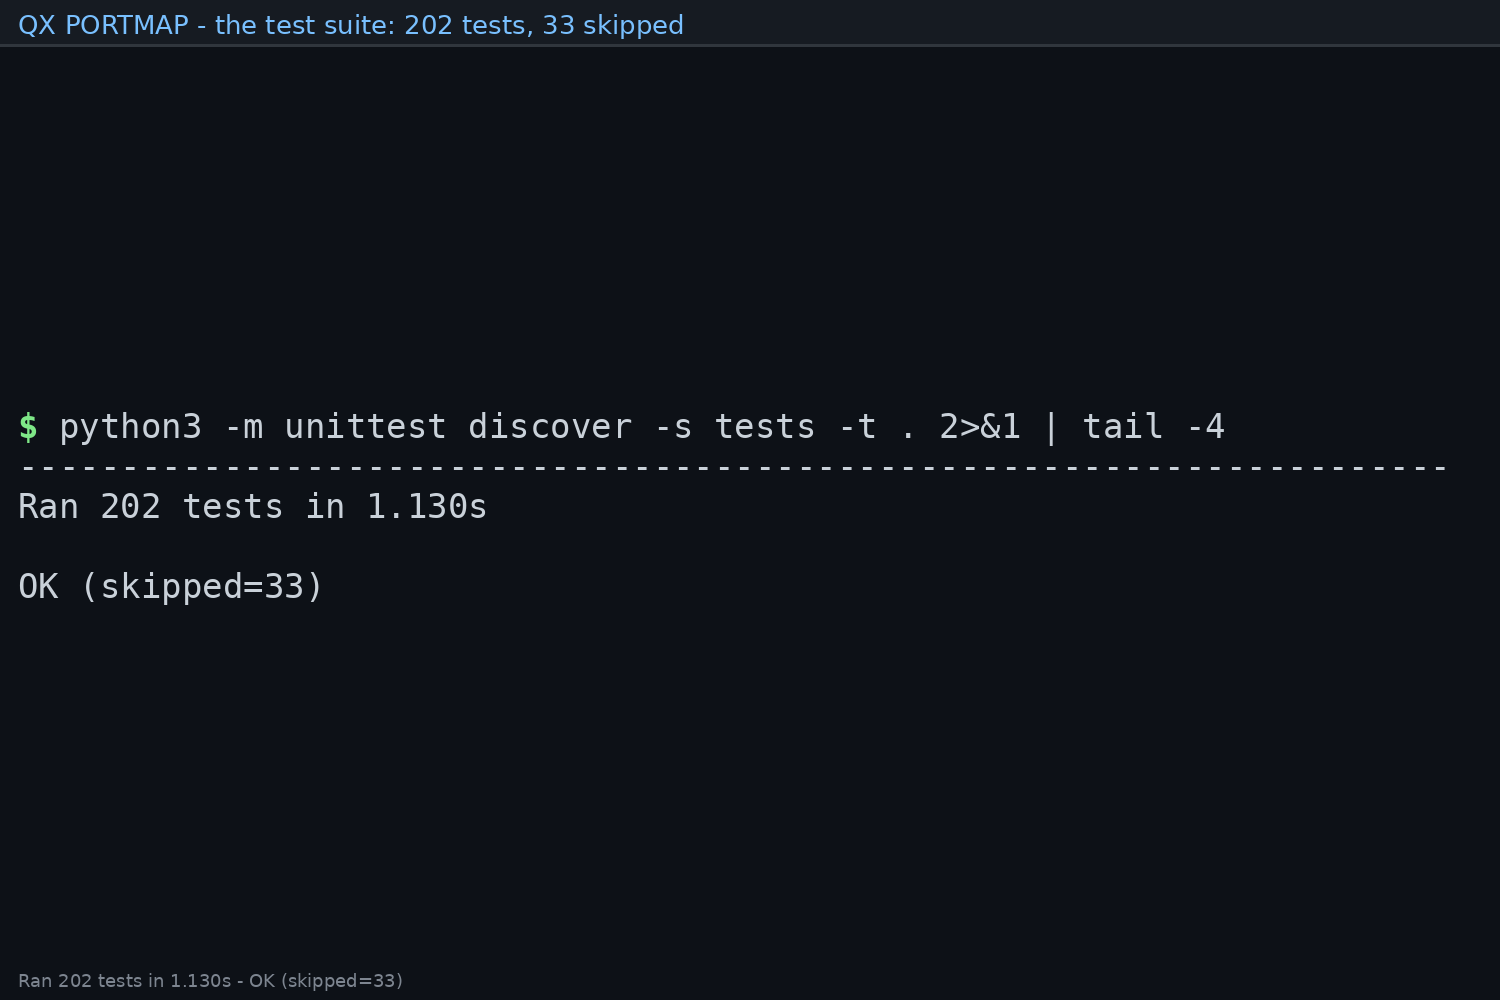 QX PORTMAP - the test suite: 202 tests, 33 skipped
$ python3 -m unittest discover -s tests -t . 2>&1 | tail -4
----------------------------------------------------------------------
Ran 202 tests in 1.130s
OK (skipped=33)
Ran 202 tests in 1.130s - OK (skipped=33)